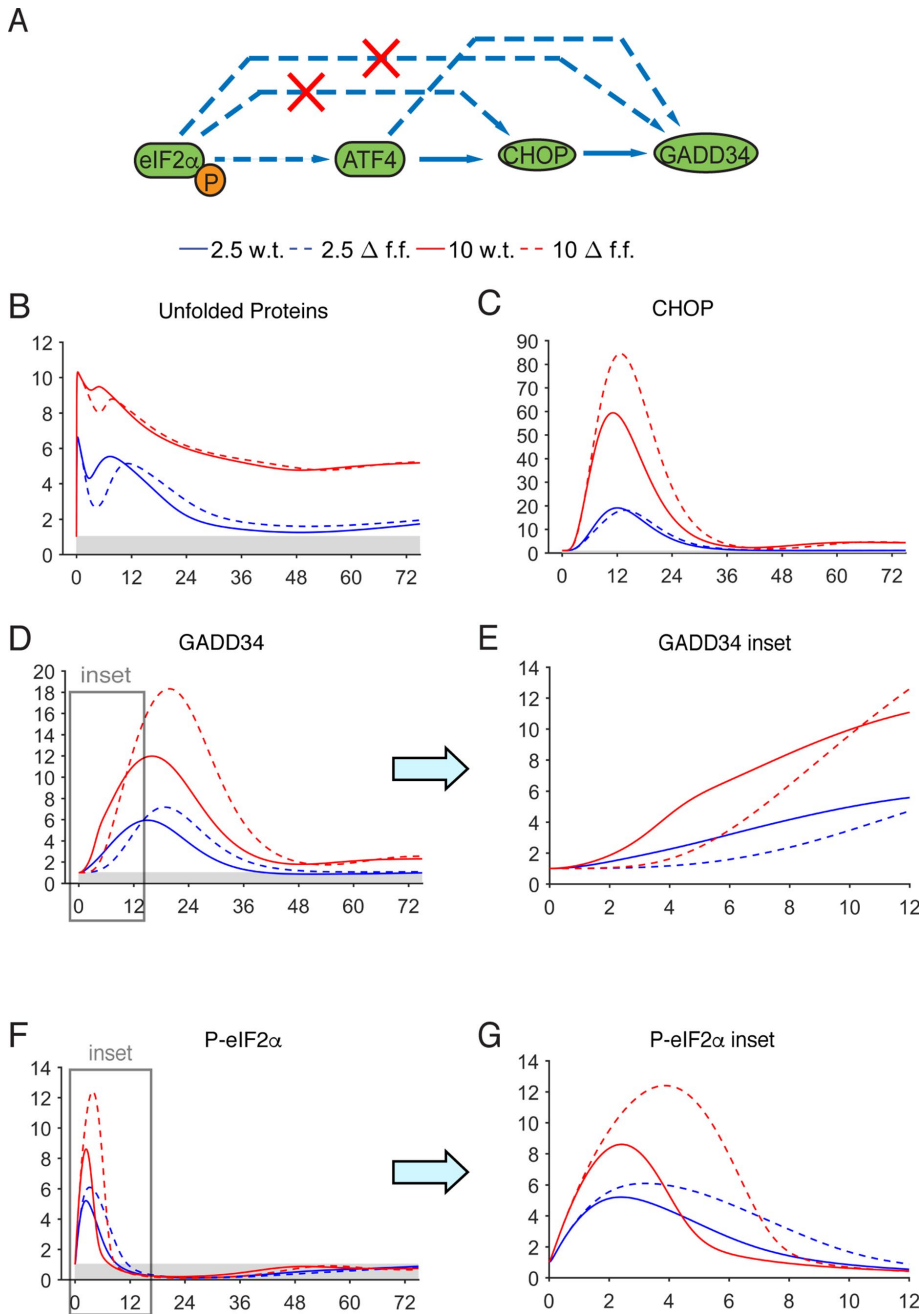 A
eIF2α
P
ATF4
CHOP
GADD34
2.5 w.t. 2.5 Δ f.f. 10 w.t. 10 Δ f.f.
B
Unfolded Proteins
12
10
8
6
4
2
0
0 12 24 36 48 60 72
C
CHOP
90
80
70
60
50
40
30
20
10
0
0 12 24 36 48 60 72
D
GADD34
inset
20
18
16
14
12
10
8
6
4
2
0
0 12 24 36 48 60 72
E
GADD34 inset
14
12
10
8
6
4
2
0
0 2 4 6 8 10 12
F
P-eIF2α
inset
14
12
10
8
6
4
2
0
0 12 24 36 48 60 72
G
P-eIF2α inset
14
12
10
8
6
4
2
0
0 2 4 6 8 10 12